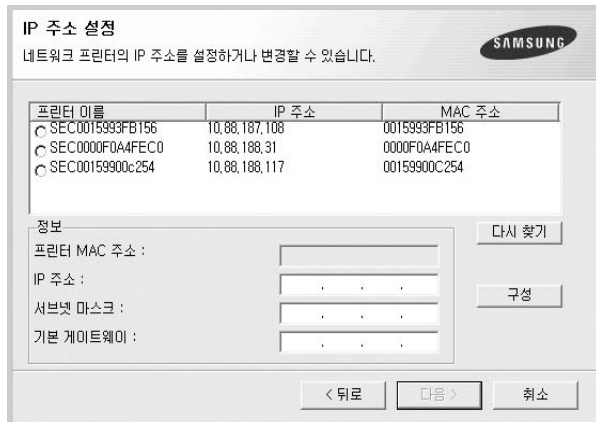 IP 주소 설정
네트워크 프린터의 IP 주소를 설정하거나 변경할 수 있습니다.
SAMSUNG
프린터 이름 IP 주소 MAC 주소
SEC0015993FB156 10,88,187,108 0015993FB156
SEC0000F0A4FEC0 10,88,188,31 0000F0A4FEC0
SEC00159900c254 10,88,188,117 00159900C254
정보
다시 찾기
프린터 MAC 주소 :
IP 주소 : . . .
구성
서브넷 마스크 : . . .
기본 게이트웨이 : . . .
< 뒤로 다음 > 취소